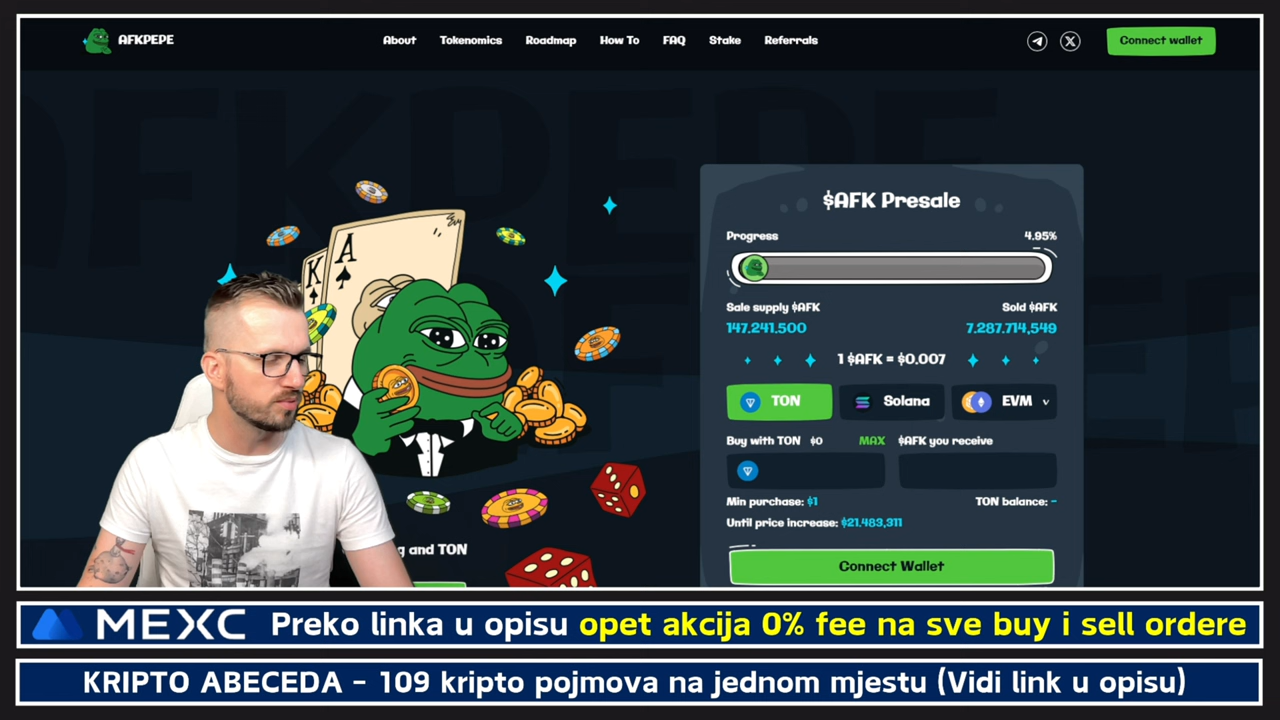 AFKPEPE
About
Tokenomics
Roadmap
How To
FAQ
Stake
Referrals
Connect wallet
$AFK Presale
Progress
4.95%
Sale supply $AFK
Sold $AFK
147.241.500
7.287.714,549
1 $AFK = $0.007
TON
Solana
EVM
Buy with TON $0
MAX
$AFK you receive
Min purchase: $1
TON balance: -
Until price increase: $21.483,311
Connect Wallet
A
K
g and TON
MEXC
Preko linka u opisu opet akcija 0% fee na sve buy i sell ordere
KRIPTO ABECEDA - 109 kripto pojmova na jednom mjestu (Vidi link u opisu)